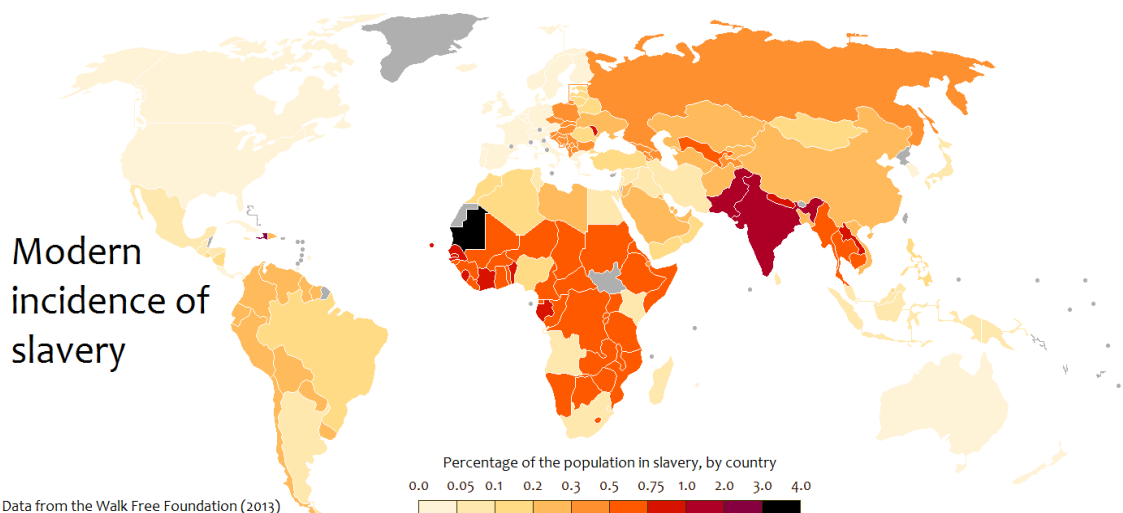 Modern
incidence of
slavery
Percentage of the population in slavery, by country
0.0 0.05 0.1 0.2 0.3 0.5 0.75 1.0 2.0 3.0 4.0
Data from the Walk Free Foundation (2013)